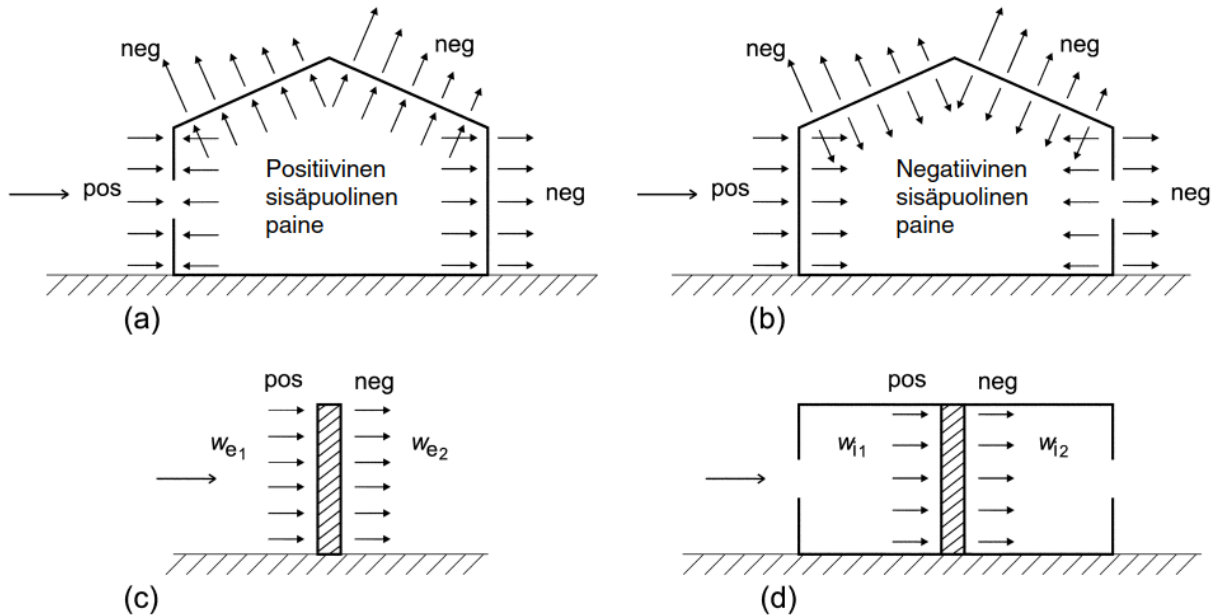 neg
neg
pos
Positiivinen
sisäpuolinen
paine
neg
(a)
neg
neg
pos
Negatiivinen
sisäpuolinen
paine
neg
(b)
pos
neg
we1
we2
(c)
pos
neg
wi1
wi2
(d)